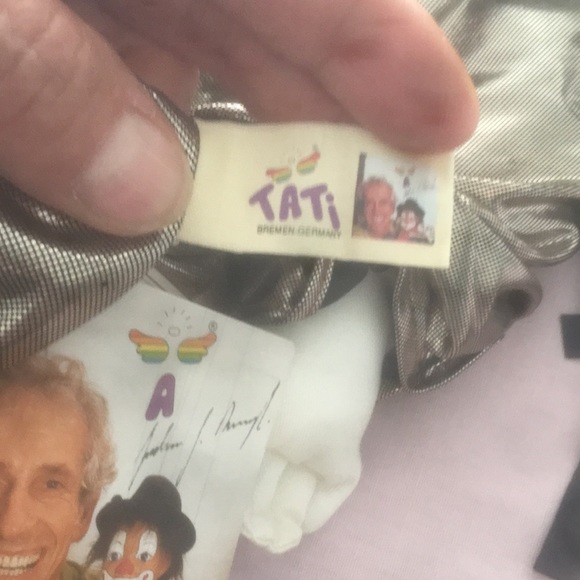 TATi
BREMEN-GERMANY
®
A